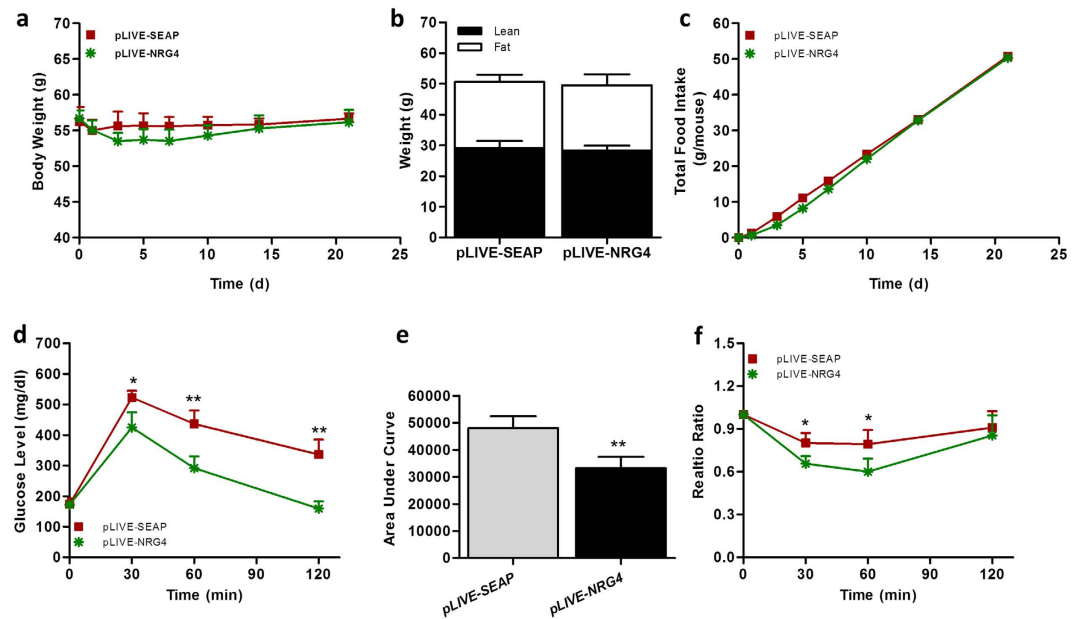 a
70
65
60
55
50
45
40
0
5
10
15
20
25
Body Weight (g)
Time (d)
pLIVE-SEAP
pLIVE-NRG4
b
70
60
50
40
30
20
10
0
Weight (g)
Lean
Fat
pLIVE-SEAP
pLIVE-NRG4
c
60
50
40
30
20
10
0
0
5
10
15
20
25
Total Food Intake
(g/mouse)
Time (d)
pLIVE-SEAP
pLIVE-NRG4
d
700
600
500
400
300
200
100
0
0
30
60
90
120
Glucose Level (mg/dl)
Time (min)
*
**
**
pLIVE-SEAP
pLIVE-NRG4
e
60000
50000
40000
30000
20000
10000
0
Area Under Curve
**
pLIVE-SEAP
pLIVE-NRG4
f
1.5
1.2
0.9
0.6
0.3
0.0
0
30
60
90
120
Realtio Ratio
Time (min)
*
*
pLIVE-SEAP
pLIVE-NRG4